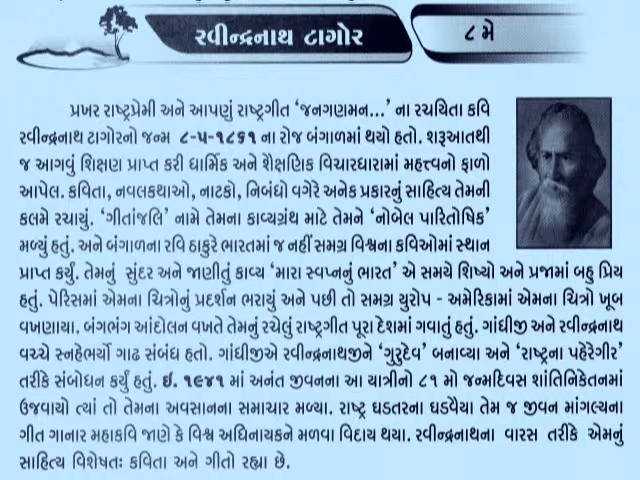 રવીન્દ્રનાથ ટાગોર
૮ મે
પ્રખર રાષ્ટ્રપ્રેમી અને આપણું રાષ્ટ્રગીત ‘જનગણમન...’ ના રચયિતા કવિ
રવીન્દ્રનાથ ટાગોરનો જન્મ ૮-૫-૧૮૬૧ ના રોજ બંગાળમાં થયો હતો. શરૂઆતથી
જ આગવું શિક્ષણ પ્રાપ્ત કરી ધાર્મિક અને શૈક્ષણિક વિચારધારામાં મહત્ત્વનો ફાળો
આપેલ. કવિતા, નવલકથાઓ, નાટકો, નિબંધો વગેરે અનેક પ્રકારનું સાહિત્ય તેમની
કલમે રચાયું. ‘ગીતાંજલિ’ નામે તેમના કાવ્યગ્રંથ માટે તેમને ‘નોબેલ પારિતોષિક’
મળ્યું હતું. અને બંગાળના રવિ ઠાકુરે ભારતમાં જ નહીં સમગ્ર વિશ્વના કવિઓમાં સ્થાન
પ્રાપ્ત કર્યું. તેમનું સુંદર અને જાણીતું કાવ્ય ‘મારા સ્વપ્નનું ભારત’ એ સમયે શિષ્યો અને પ્રજામાં બહુ પ્રિય
હતું. પેરિસમાં એમના ચિત્રોનું પ્રદર્શન ભરાયું અને પછી તો સમગ્ર યુરોપ - અમેરિકામાં એમના ચિત્રો ખૂબ
વખણાયા. બંગભંગ આંદોલન વખતે તેમનું રચેલું રાષ્ટ્રગીત પૂરા દેશમાં ગવાતું હતું. ગાંધીજી અને રવીન્દ્રનાથ
વચ્ચે સ્નેહભર્યો ગાઢ સંબંધ હતો. ગાંધીજીએ રવીન્દ્રનાથજીને ‘ગુરુદેવ’ બનાવ્યા અને ‘રાષ્ટ્રના પહેરેગીર’
તરીકે સંબોધન કર્યું હતું. ઇ. ૧૯૪૧ માં અનંત જીવનના આ યાત્રીનો ૮૧ મો જન્મદિવસ શાંતિનિકેતનમાં
ઉજવાયો ત્યાં તો તેમના અવસાનના સમાચાર મળ્યા. રાષ્ટ્ર ઘડતરના ઘડવૈયા તેમ જ જીવન માંગલ્યના
ગીત ગાનાર મહાકવિ જાણે કે વિશ્વ અધિનાયકને મળવા વિદાય થયા. રવીન્દ્રનાથના વારસ તરીકે એમનું
સાહિત્ય વિશેષતઃ કવિતા અને ગીતો રહ્યા છે.